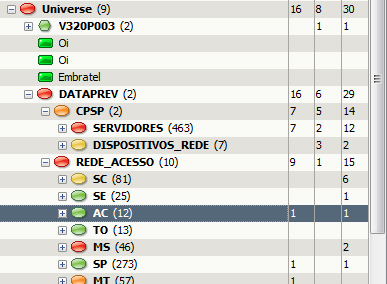 Universe (9) 16 8 30
V320P003 (2) 1 1
Oi
Oi
Embratel
DATAPREV (2) 16 6 29
CPSP (2) 7 5 14
SERVIDORES (463) 7 2 12
DISPOSITIVOS_REDE (7) 3 2
REDE_ACESSO (10) 9 1 15
SC (81) 6
SE (25) 1
AC (12) 1 1
TO (13)
MS (46) 2
SP (273) 1 1
MT (57) 1